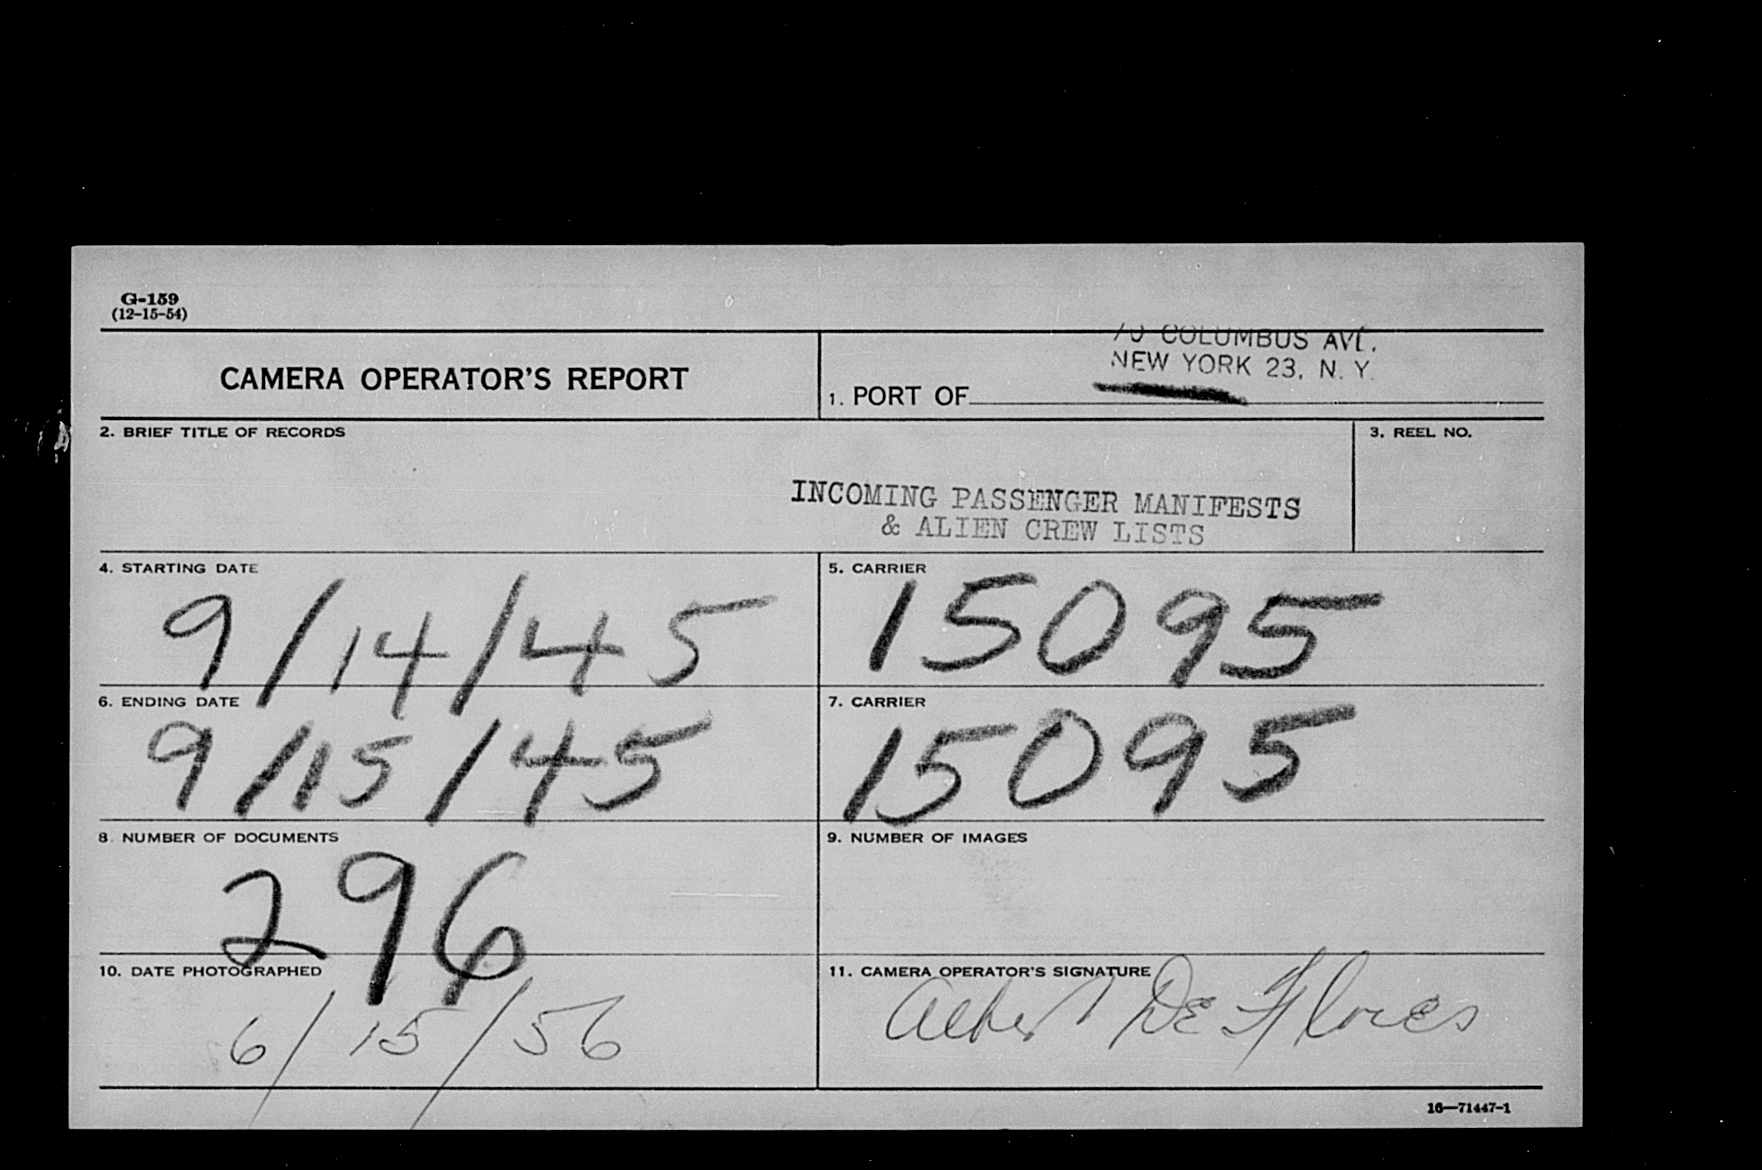 G-159
(12-15-54)
CAMERA OPERATOR'S REPORT
70 COLUMBUS AVE.
NEW YORK 23, N. Y.
1. PORT OF
2. BRIEF TITLE OF RECORDS
3. REEL NO.
INCOMING PASSENGER MANIFESTS
& ALIEN CREW LISTS
4. STARTING DATE
9/14/45
5. CARRIER
15095
6. ENDING DATE
9/15/45
7. CARRIER
15095
8. NUMBER OF DOCUMENTS
296
9. NUMBER OF IMAGES
10. DATE PHOTOGRAPHED
6/15/56
11. CAMERA OPERATOR'S SIGNATURE
Albert De Flores
16—71447-1